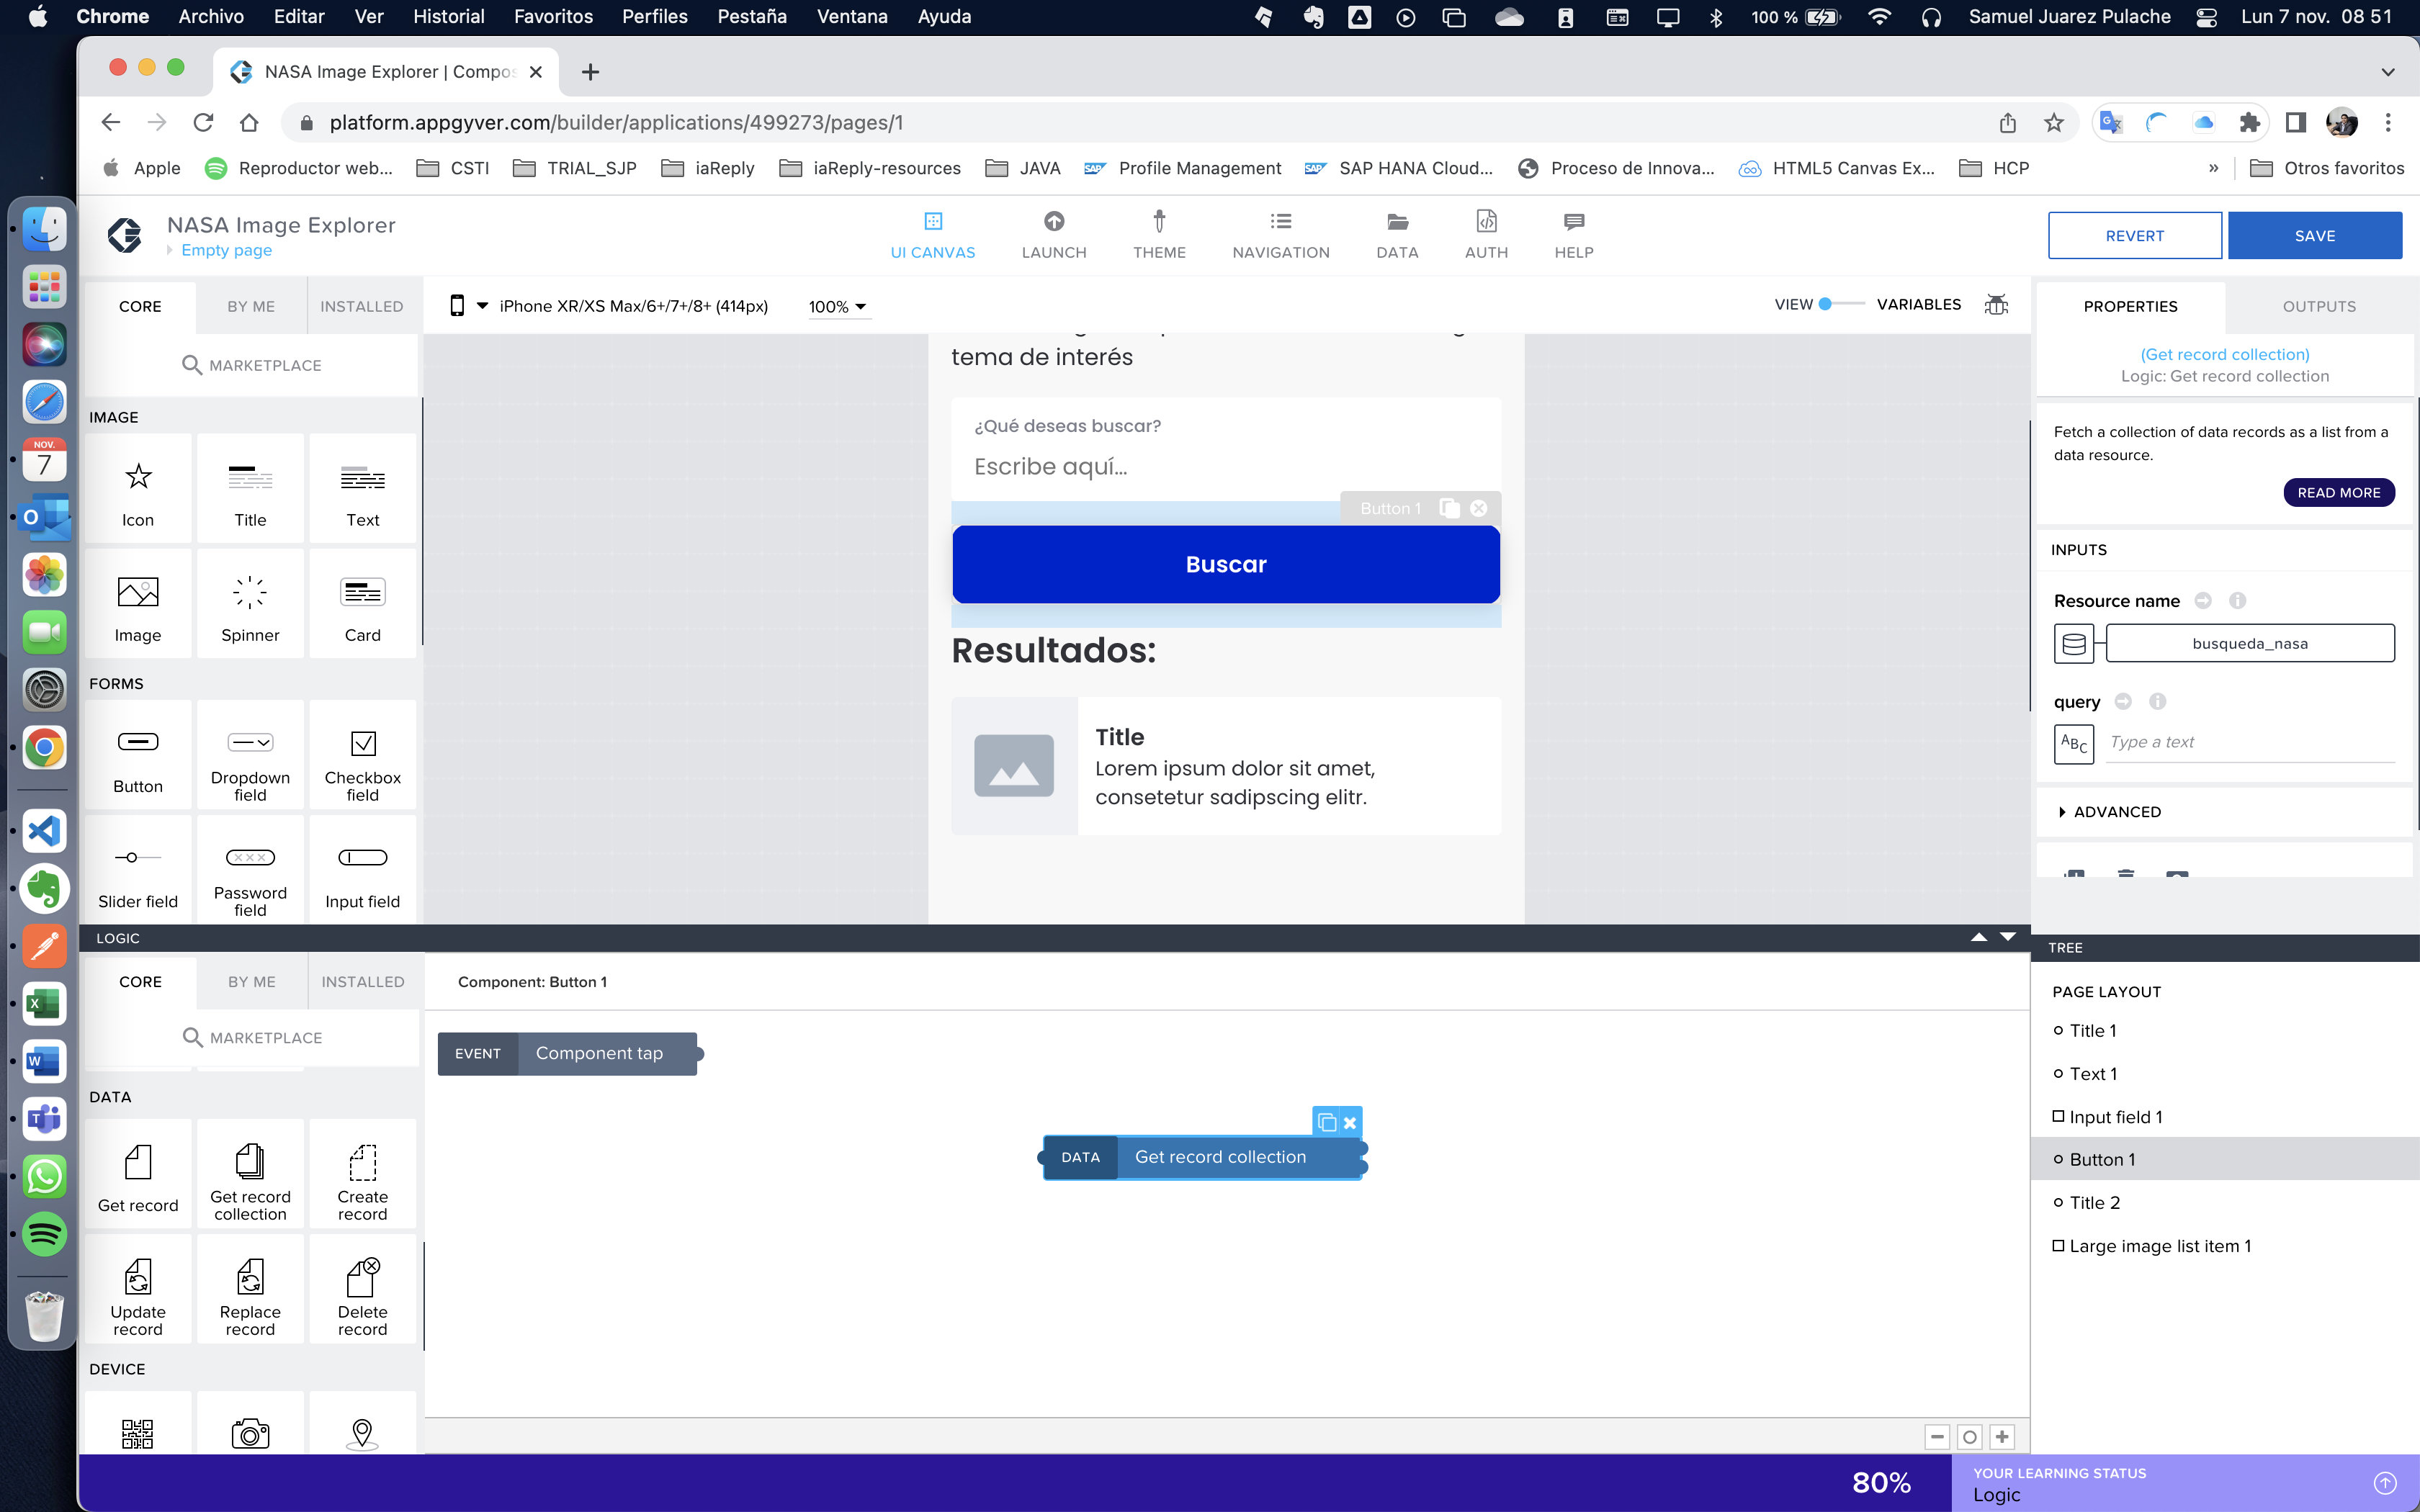 Chrome Archivo Editar Ver Historial Favoritos Perfiles Pestaña Ventana Ayuda 100 % Samuel Juarez Pulache Lun 7 nov. 08 51
NASA Image Explorer | Compos
platform.appgyver.com/builder/applications/499273/pages/1
Apple Reproductor web... CSTI TRIAL_SJP iaReply iaReply-resources JAVA Profile Management SAP HANA Cloud... Proceso de Innova... HTML5 Canvas Ex... HCP » Otros favoritos
NASA Image Explorer
Empty page
UI CANVAS LAUNCH THEME NAVIGATION DATA AUTH HELP
REVERT SAVE
CORE BY ME INSTALLED
iPhone XR/XS Max/6+/7+/8+ (414px) 100%
VIEW VARIABLES
MARKETPLACE
IMAGE
Icon Title Text
Image Spinner Card
FORMS
Button Dropdown field Checkbox field
Slider field Password field Input field
tema de interés
¿Qué deseas buscar?
Escribe aquí...
Button 1
Buscar
Resultados:
Title
Lorem ipsum dolor sit amet,
consetetur sadipscing elitr.
PROPERTIES OUTPUTS
(Get record collection)
Logic: Get record collection
Fetch a collection of data records as a list from a
data resource.
READ MORE
INPUTS
Resource name
busqueda_nasa
query
ABC Type a text
ADVANCED
LOGIC
CORE BY ME INSTALLED
Component: Button 1
MARKETPLACE
DATA
Get record Get record collection Create record
Update record Replace record Delete record
DEVICE
EVENT Component tap
DATA Get record collection
TREE
PAGE LAYOUT
Title 1
Text 1
Input field 1
Button 1
Title 2
Large image list item 1
NOV.
7
80%
YOUR LEARNING STATUS
Logic